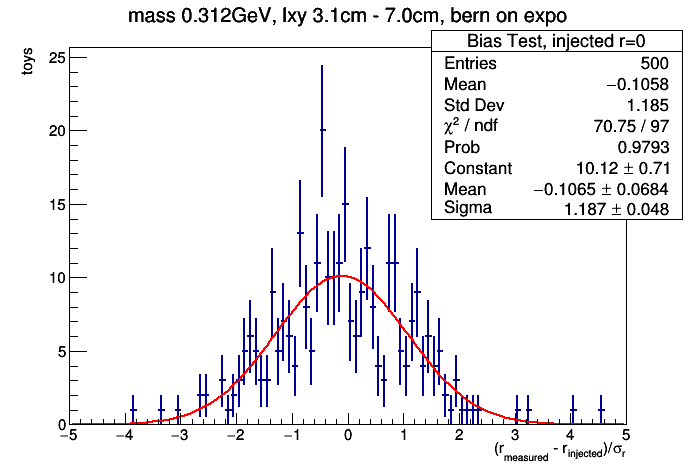 mass 0.312GeV, lxy 3.1cm - 7.0cm, bern on expo
Bias Test, injected r=0
Entries 500
Mean −0.1058
Std Dev 1.185
χ² / ndf 70.75 / 97
Prob 0.9793
Constant 10.12 ± 0.71
Mean −0.1065 ± 0.0684
Sigma 1.187 ± 0.048
toys
25
20
15
10
5
0
−5 −4 −3 −2 −1 0 1 2 3 4 5
(r_measured - r_injected)/σ_r